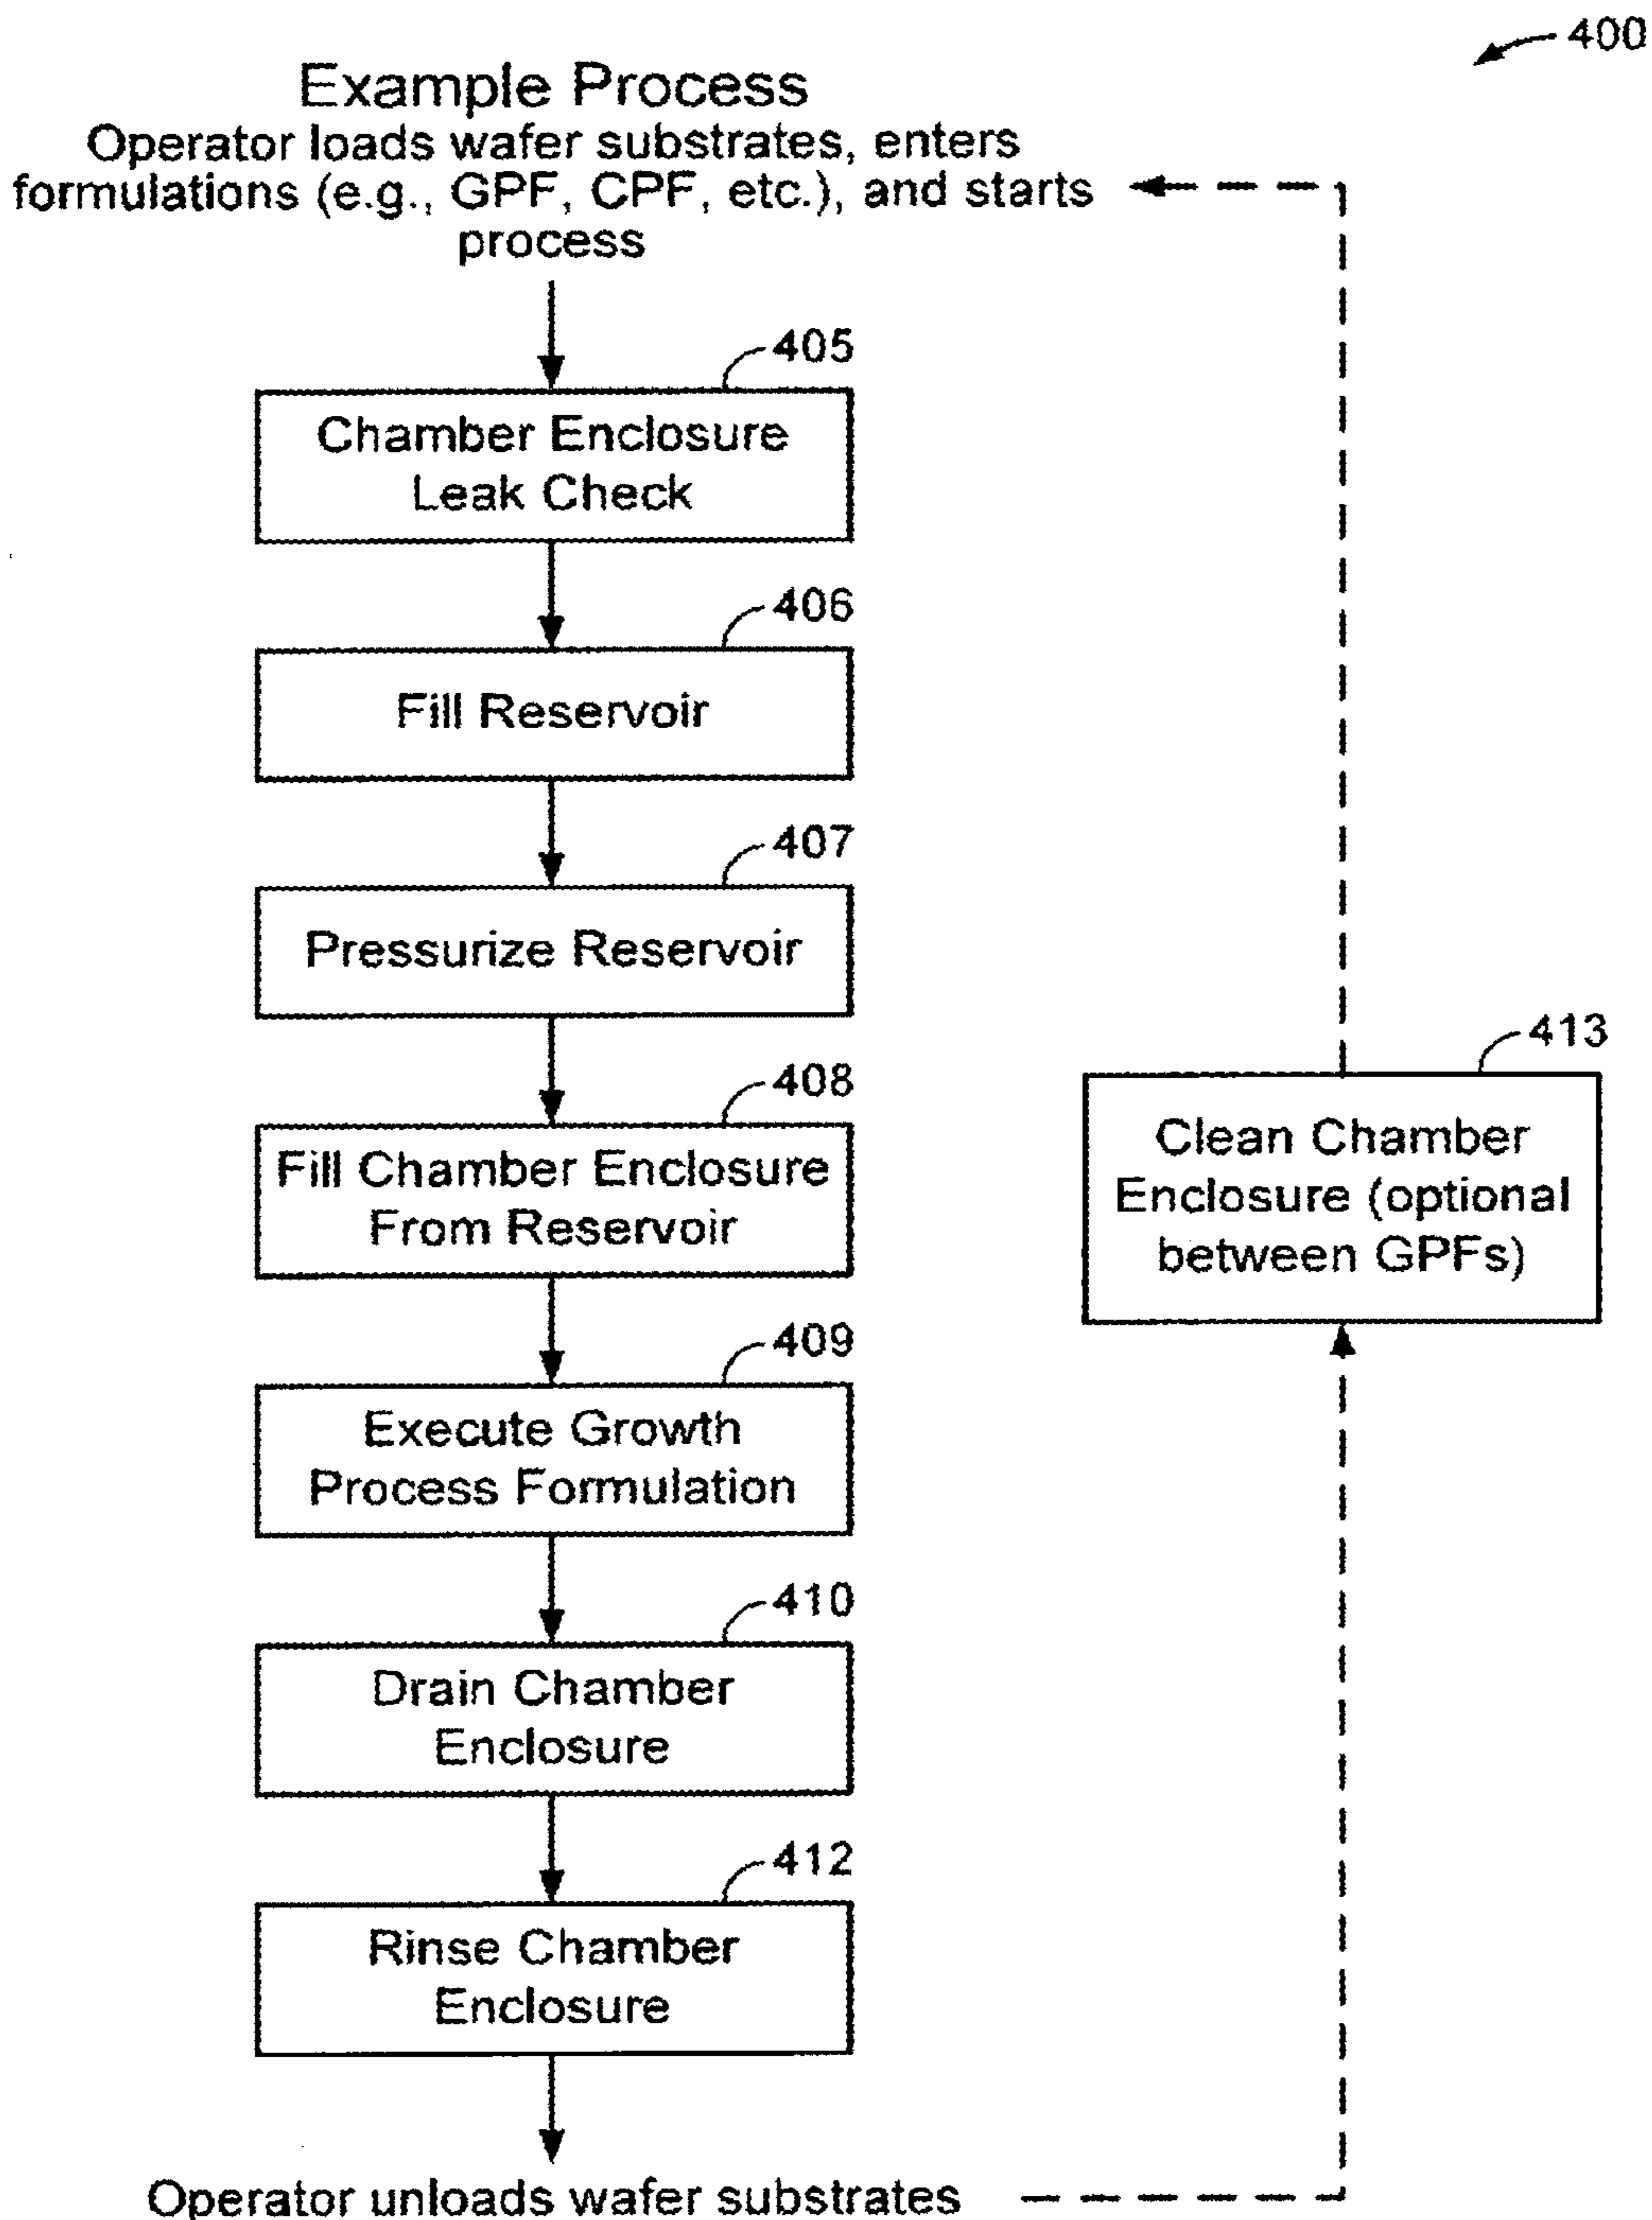 400
Example Process
Operator loads wafer substrates, enters
formulations (e.g., GPF, CPF, etc.), and starts
process
405
Chamber Enclosure
Leak Check
406
Fill Reservoir
407
Pressurize Reservoir
408
Fill Chamber Enclosure
From Reservoir
409
Execute Growth
Process Formulation
410
Drain Chamber
Enclosure
412
Rinse Chamber
Enclosure
Operator unloads wafer substrates
413
Clean Chamber
Enclosure (optional
between GPFs)